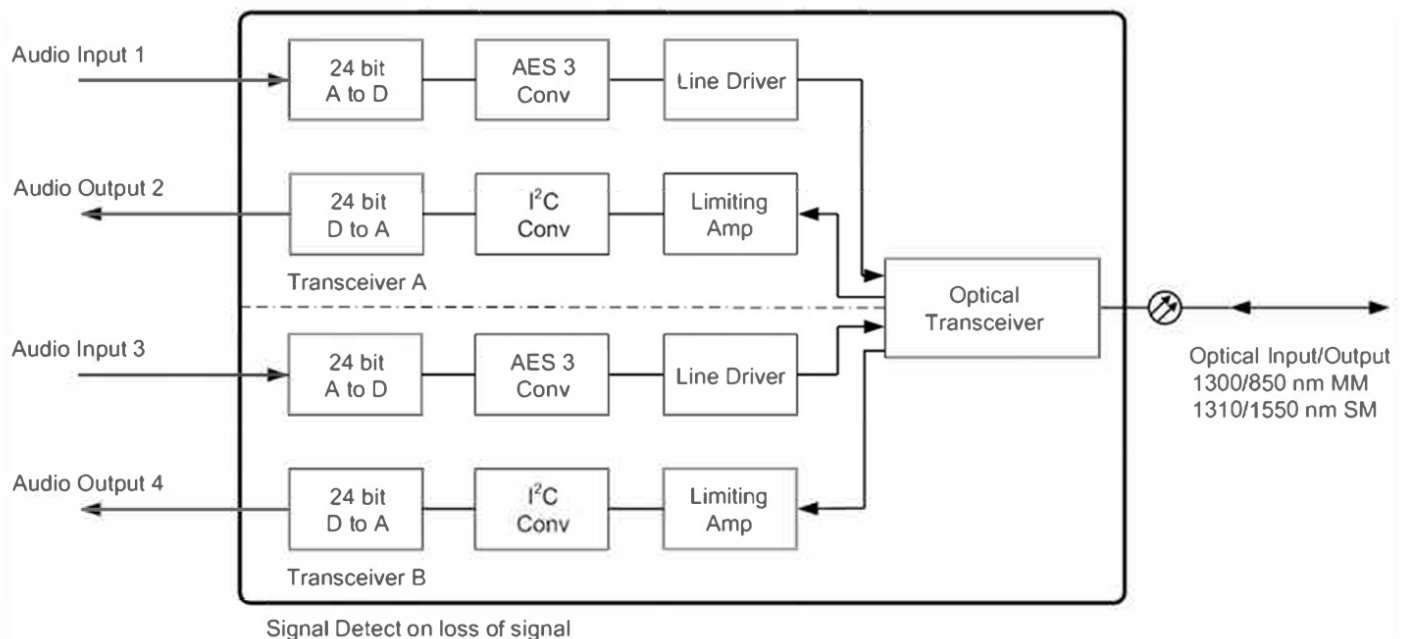 Audio Input 1
24 bit
A to D
AES 3
Conv
Line Driver
Audio Output 2
24 bit
D to A
I²C
Conv
Limiting
Amp
Transceiver A
Optical
Transceiver
Audio Input 3
24 bit
A to D
AES 3
Conv
Line Driver
Optical Input/Output
1300/850 nm MM
1310/1550 nm SM
Audio Output 4
24 bit
D to A
I²C
Conv
Limiting
Amp
Transceiver B
Signal Detect on loss of signal